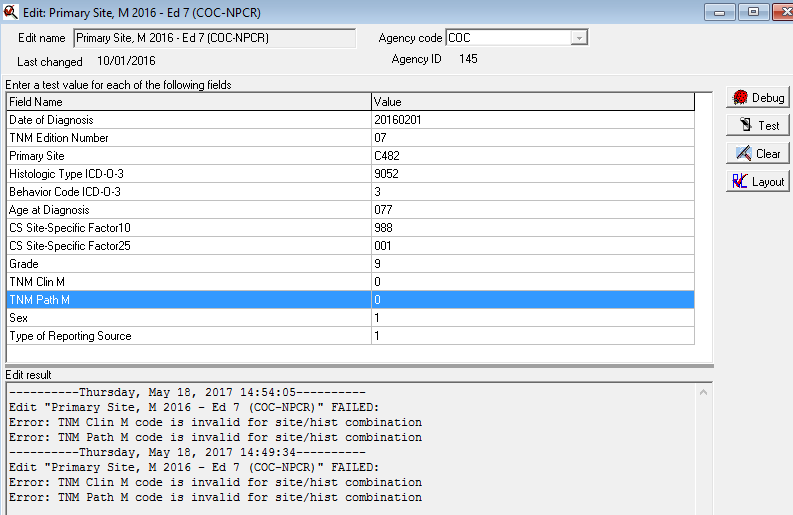 Edit: Primary Site, M 2016 - Ed 7 (COC-NPCR)
Edit name Primary Site, M 2016 - Ed 7 (COC-NPCR) Agency code COC
Last changed 10/01/2016 Agency ID 145
Enter a test value for each of the following fields
Field Name Value
Date of Diagnosis 20160201
TNM Edition Number 07
Primary Site C482
Histologic Type ICD-O-3 9052
Behavior Code ICD-O-3 3
Age at Diagnosis 077
CS Site-Specific Factor10 988
CS Site-Specific Factor25 001
Grade 9
TNM Clin M 0
TNM Path M 0
Sex 1
Type of Reporting Source 1
Debug
Test
Clear
Layout
Edit result
----------Thursday, May 18, 2017 14:54:05----------
Edit "Primary Site, M 2016 - Ed 7 (COC-NPCR)" FAILED:
Error: TNM Clin M code is invalid for site/hist combination
Error: TNM Path M code is invalid for site/hist combination
----------Thursday, May 18, 2017 14:49:34----------
Edit "Primary Site, M 2016 - Ed 7 (COC-NPCR)" FAILED:
Error: TNM Clin M code is invalid for site/hist combination
Error: TNM Path M code is invalid for site/hist combination